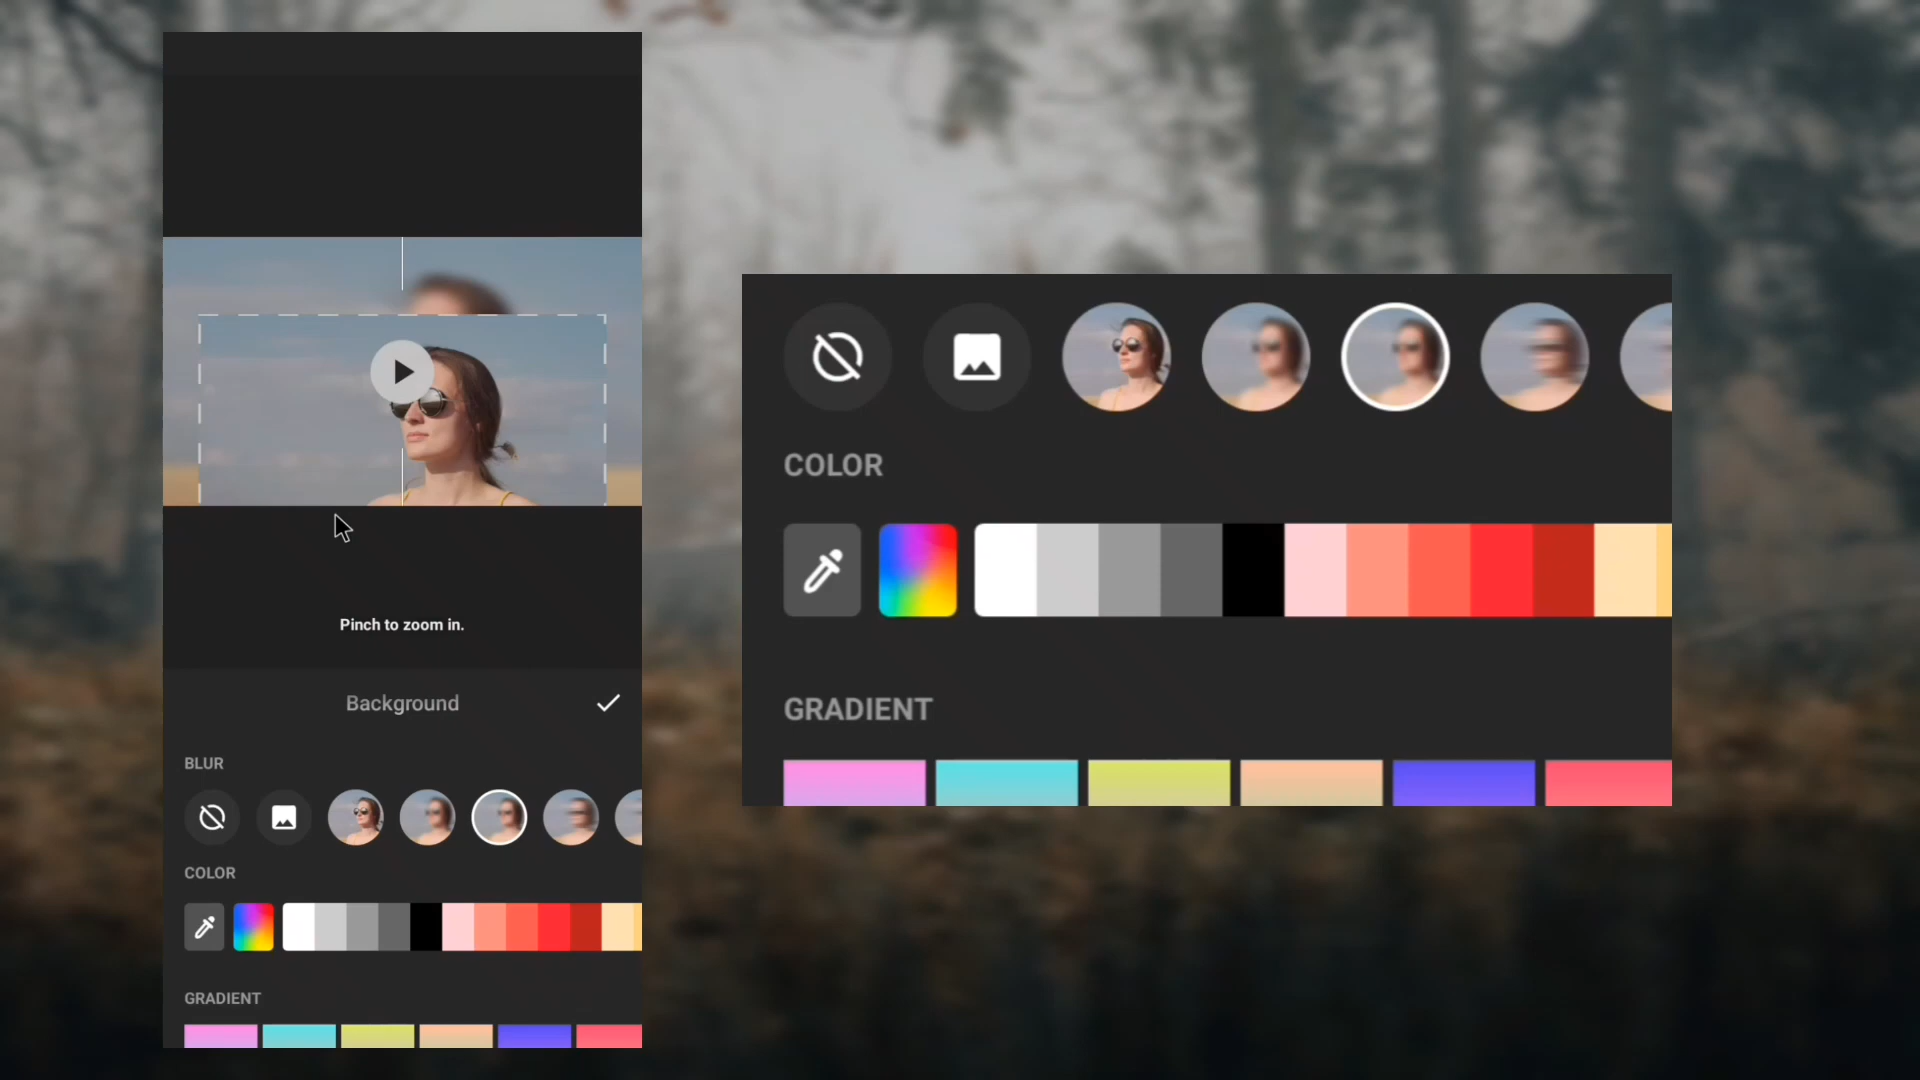 Pinch to zoom in.
Background
BLUR
COLOR
GRADIENT
COLOR
GRADIENT